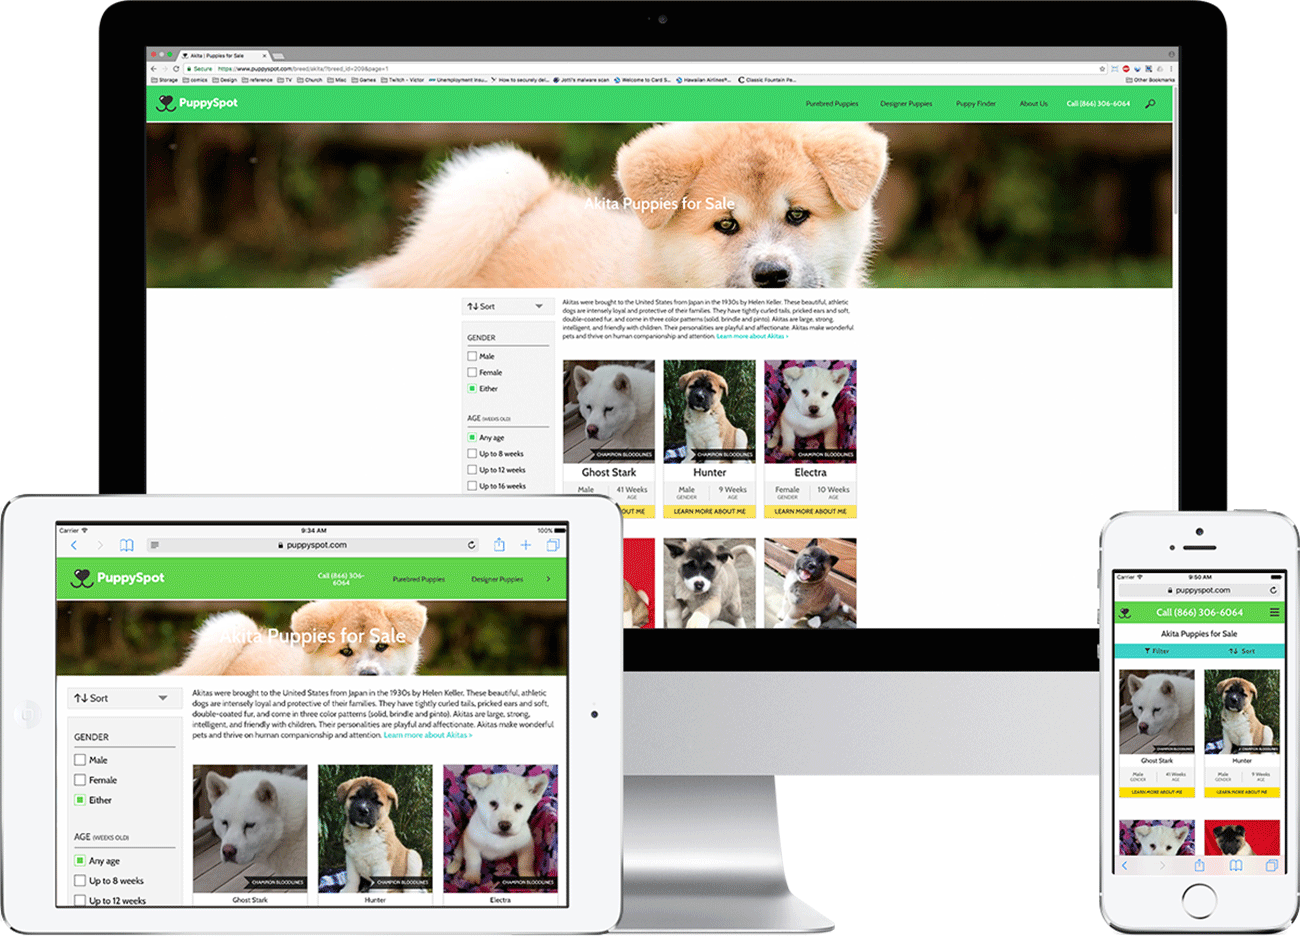 Akita | Puppies for Sale
Secure https://www.puppyspot.com/breed/akita/?breed_id=209&page=1
Storage comics Design reference TV Church Misc Games Twitch - Victor Unemployment Insu... How to securely del... Jotti's malware scan Welcome to Card S... Hawaiian Airlines®... Classic Fountain Pe... Other Bookmarks
PuppySpot Purebred Puppies Designer Puppies Puppy Finder About Us Call (866) 306-6064
Akita Puppies for Sale
Sort
GENDER
Male
Female
Either
AGE (WEEKS OLD)
Any age
Up to 8 weeks
Up to 12 weeks
Up to 16 weeks
Akitas were brought to the United States from Japan in the 1930s by Helen Keller. These beautiful, athletic
dogs are intensely loyal and protective of their families. They have tightly curled tails, pricked ears and soft,
double-coated fur, and come in three color patterns (solid, brindle and pinto). Akitas are large, strong,
intelligent, and friendly with children. Their personalities are playful and affectionate. Akitas make wonderful
pets and thrive on human companionship and attention. Learn more about Akitas >
CHAMPION BLOODLINES CHAMPION BLOODLINES CHAMPION BLOODLINES
Ghost Stark Hunter Electra
Male 41 Weeks Male 9 Weeks Female 10 Weeks
AGE GENDER AGE GENDER AGE
OUT ME LEARN MORE ABOUT ME LEARN MORE ABOUT ME
Carrier 9:34 AM 100%
puppyspot.com
PuppySpot Call (866) 306- Purebred Puppies Designer Puppies
6064
Akita Puppies for Sale
Sort
GENDER
Male
Female
Either
AGE (WEEKS OLD)
Any age
Up to 8 weeks
Up to 12 weeks
Akitas were brought to the United States from Japan in the 1930s by Helen Keller. These beautiful, athletic
dogs are intensely loyal and protective of their families. They have tightly curled tails, pricked ears and soft,
double-coated fur, and come in three color patterns (solid, brindle and pinto). Akitas are large, strong,
intelligent, and friendly with children. Their personalities are playful and affectionate. Akitas make wonderful
pets and thrive on human companionship and attention. Learn more about Akitas >
CHAMPION BLOODLINES CHAMPION BLOODLINES CHAMPION BLOODLINES
Ghost Stark Hunter Electra
Carrier 9:50 AM
puppyspot.com
Call (866) 306-6064
Akita Puppies for Sale
Filter Sort
CHAMPION BLOODLINES CHAMPION BLOODLINES
Ghost Stark Hunter
Male 41 Weeks Male 9 Weeks
GENDER AGE GENDER AGE
LEARN MORE ABOUT ME LEARN MORE ABOUT ME